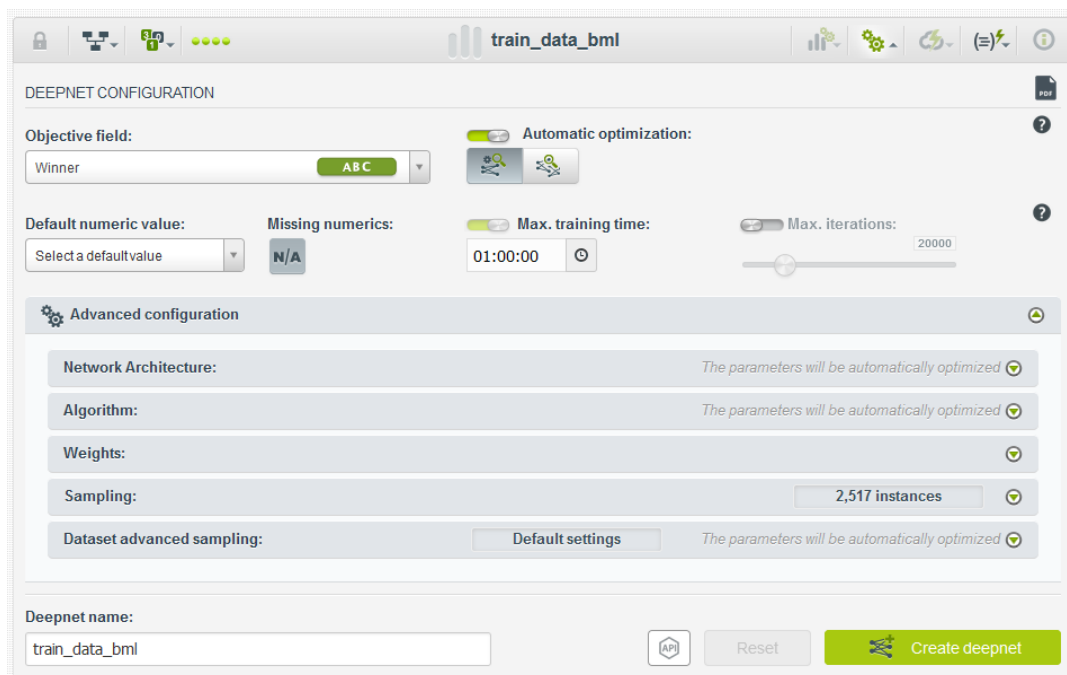 train_data_bml
DEEPNET CONFIGURATION
PDF
Objective field:
Automatic optimization:
Winner ABC
Default numeric value:
Missing numerics:
Max. training time:
Max. iterations:
Select a default value
N/A
01:00:00
20000
Advanced configuration
Network Architecture: The parameters will be automatically optimized
Algorithm: The parameters will be automatically optimized
Weights:
Sampling: 2,517 instances
Dataset advanced sampling: Default settings The parameters will be automatically optimized
Deepnet name:
train_data_bml
API
Reset
Create deepnet